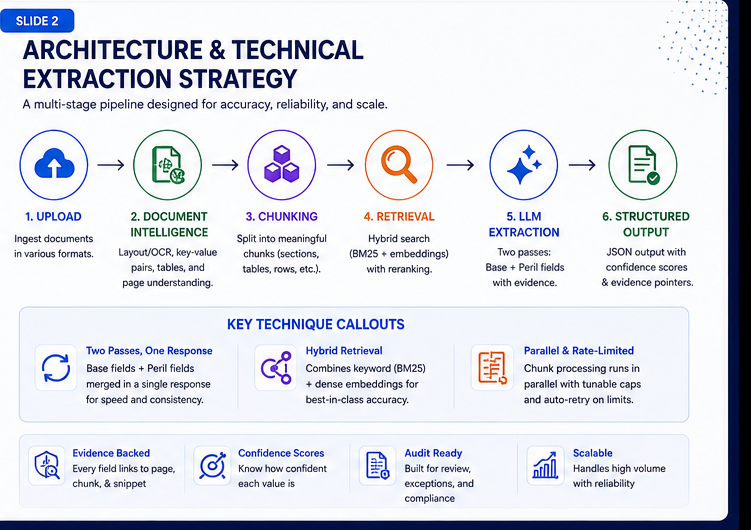 SLIDE 2
ARCHITECTURE & TECHNICAL
EXTRACTION STRATEGY
A multi-stage pipeline designed for accuracy, reliability, and scale.
1. UPLOAD
Ingest documents
in various formats.
2. DOCUMENT
INTELLIGENCE
Layout/OCR, key-value
pairs, tables, and
page understanding.
3. CHUNKING
Split into meaningful
chunks (sections,
tables, rows, etc.).
4. RETRIEVAL
Hybrid search
(BM25 + embeddings)
with reranking.
5. LLM
EXTRACTION
Two passes:
Base + Peril fields
with evidence.
6. STRUCTURED
OUTPUT
JSON output with
confidence scores
& evidence pointers.
KEY TECHNIQUE CALLOUTS
Two Passes, One Response
Base fields + Peril fields
merged in a single response
for speed and consistency.
Hybrid Retrieval
Combines keyword (BM25)
+ dense embeddings for
best-in-class accuracy.
Parallel & Rate-Limited
Chunk processing runs in
parallel with tunable caps
and auto-retry on limits.
Evidence Backed
Every field links to page,
chunk, & snippet
Confidence Scores
Know how confident
each value is
Audit Ready
Built for review,
exceptions, and
compliance
Scalable
Handles high volume
with reliability